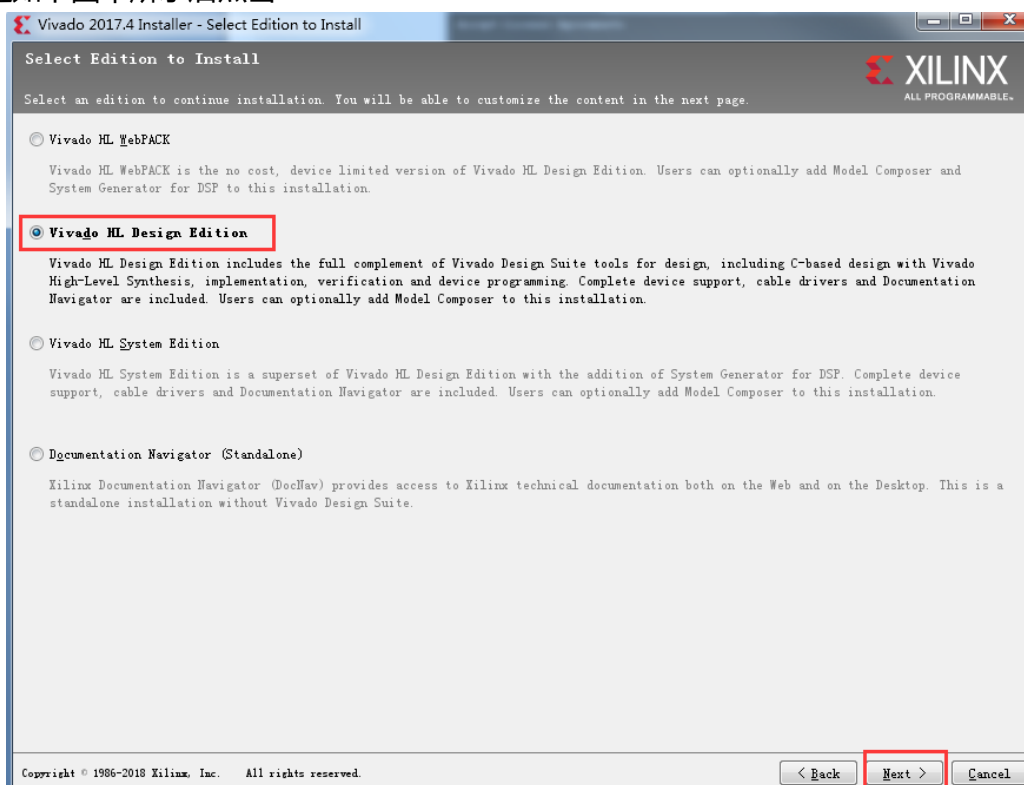 Vivado 2017.4 Installer - Select Edition to Install
Select Edition to Install
XILINX
ALL PROGRAMMABLE.
Select an edition to continue installation. You will be able to customize the content in the next page.
Vivado HL WebPACK
Vivado HL WebPACK is the no cost, device limited version of Vivado HL Design Edition. Users can optionally add Model Composer and
System Generator for DSP to this installation.
Vivado HL Design Edition
Vivado HL Design Edition includes the full complement of Vivado Design Suite tools for design, including C-based design with Vivado
High-Level Synthesis, implementation, verification and device programming. Complete device support, cable drivers and Documentation
Navigator are included. Users can optionally add Model Composer to this installation.
Vivado HL System Edition
Vivado HL System Edition is a superset of Vivado HL Design Edition with the addition of System Generator for DSP. Complete device
support, cable drivers and Documentation Navigator are included. Users can optionally add Model Composer to this installation.
Documentation Navigator (Standalone)
Xilinx Documentation Navigator (DocNav) provides access to Xilinx technical documentation both on the Web and on the Desktop. This is a
standalone installation without Vivado Design Suite.
Copyright © 1986-2018 Xilinx, Inc. All rights reserved.
< Back Next > Cancel